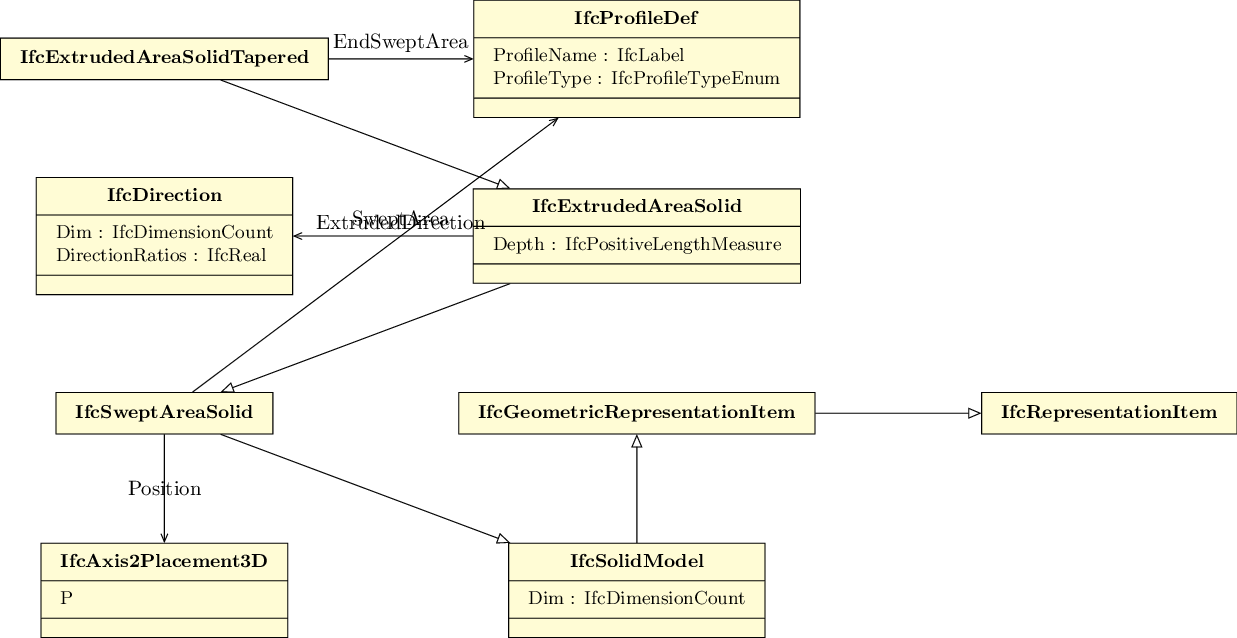 IfcProfileDef
EndSweptArea
IfcExtrudedAreaSolidTapered
ProfileName : IfcLabel
ProfileType : IfcProfileTypeEnum
IfcDirection
IfcExtrudedAreaSolid
SweptArea
ExtrudedDirection
Dim : IfcDimensionCount
DirectionRatios : IfcReal
Depth : IfcPositiveLengthMeasure
IfcSweptAreaSolid
IfcGeometricRepresentationItem
IfcRepresentationItem
Position
IfcAxis2Placement3D
IfcSolidModel
P
Dim : IfcDimensionCount